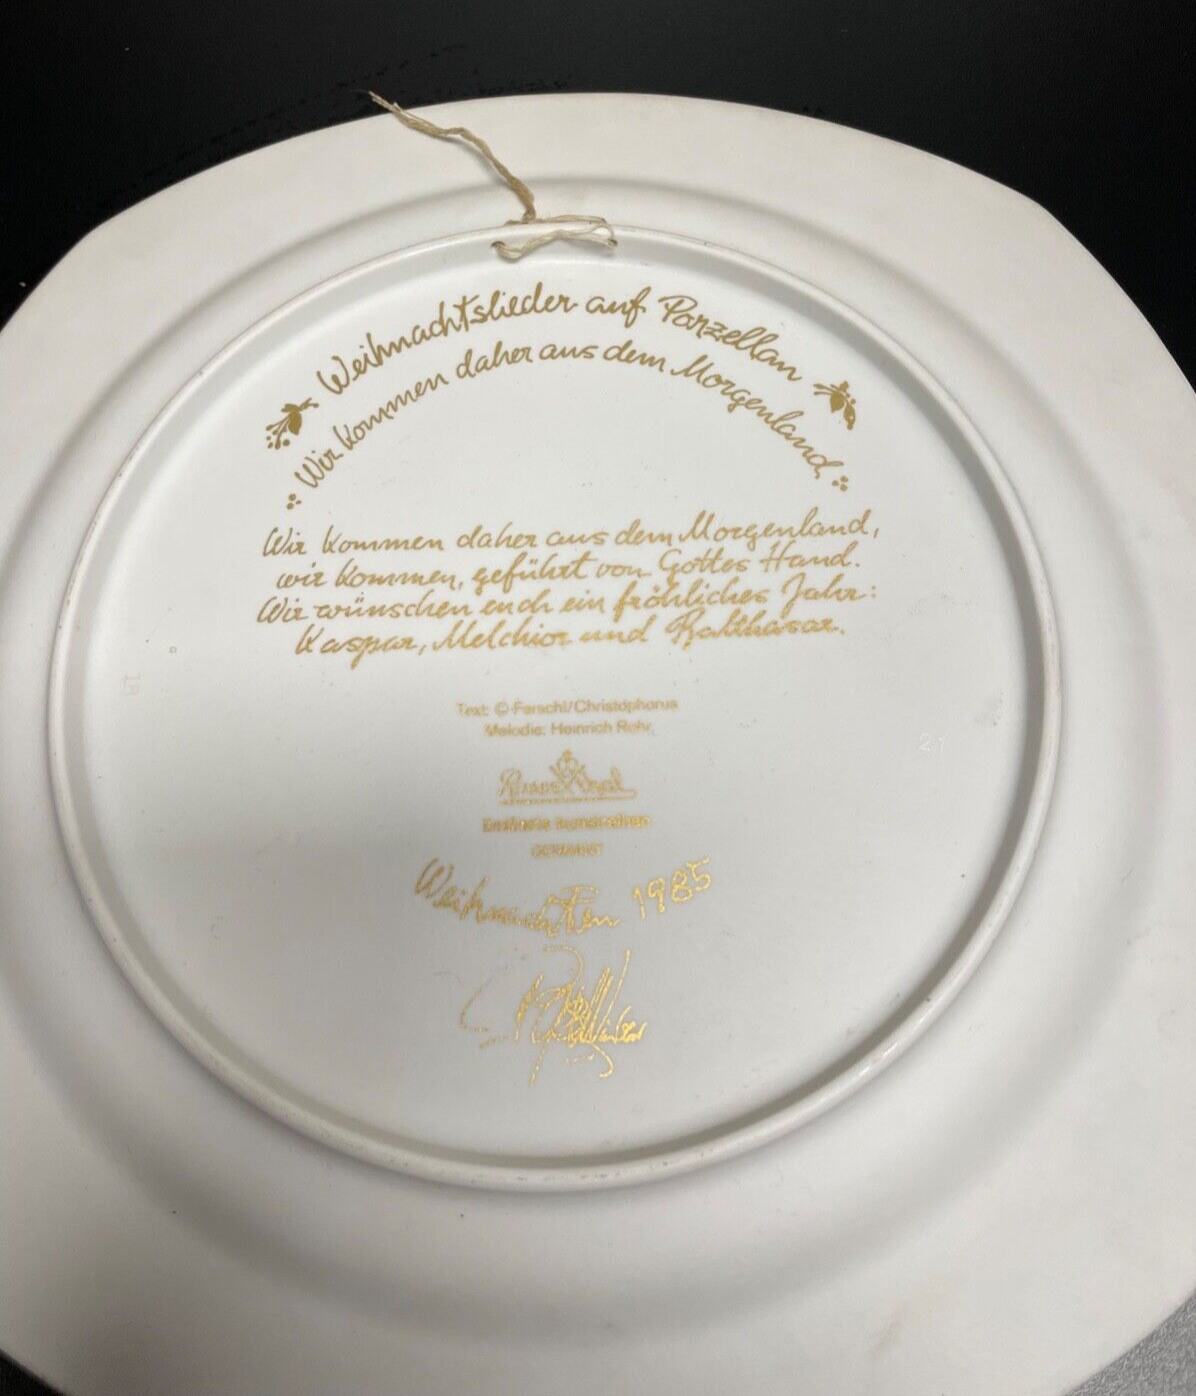 Weihnachtslieder auf Porzellan
Wir kommen daher aus dem Morgenland
Wir kommen daher aus dem Morgenland,
wir kommen, geführt von Gottes Hand.
Wir wünschen euch ein fröhliches Jahr:
Kaspar, Melchior und Balthasar.
Text: © Ferschl/Christophorus
Melodie: Heinrich Rohr
Rosenthal
GERMANY
Weihnachten 1985
21